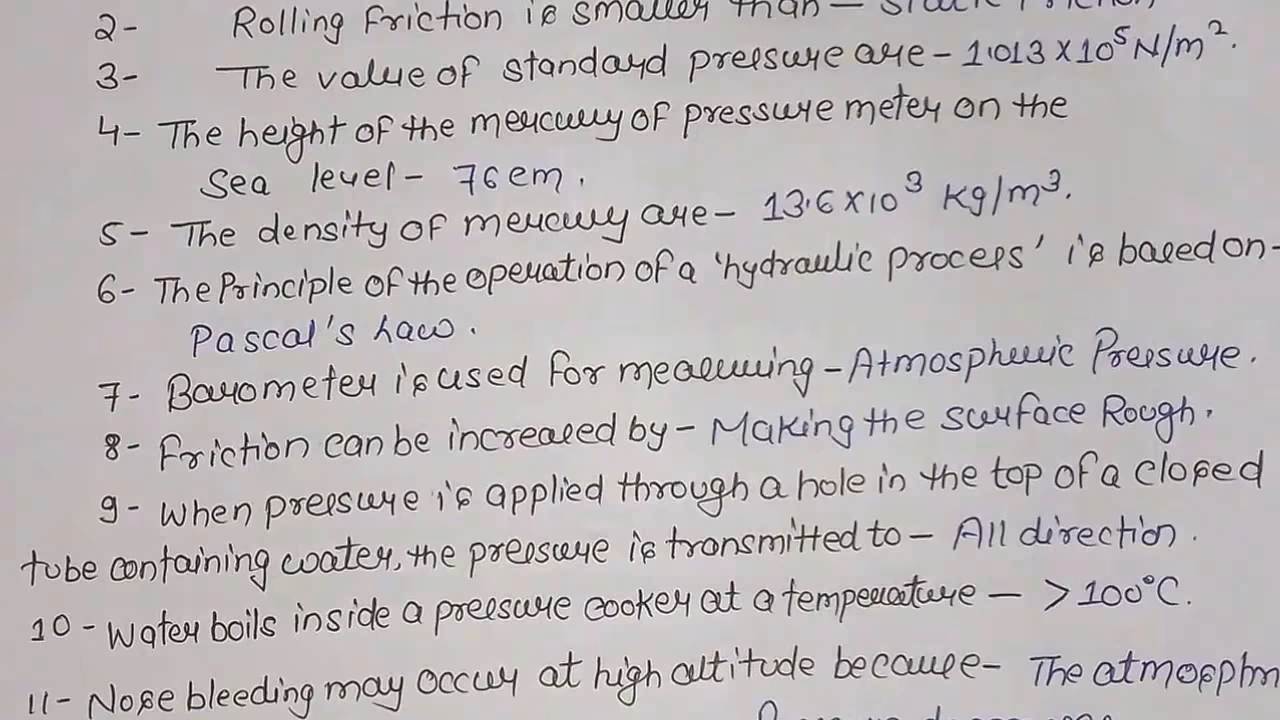 2- Rolling Friction is smaller than - Static Friction
3- The value of standard pressure are - 1.013 x 10⁵ N/m².
4- The height of the mercury of pressure meter on the
Sea level - 76 cm.
5- The density of mercury are - 13.6 x 10³ Kg/m³.
6- The Principle of the operation of a 'hydraulic process' is based on -
Pascal's Law.
7- Barometer is used for measuring - Atmospheric Pressure.
8- Friction can be increased by - Making the surface Rough.
9- When pressure is applied through a hole in the top of a closed
tube containing water, the pressure is transmitted to - All direction.
10- Water boils inside a pressure cooker at a temperature - > 100°C.
11- Nose bleeding may occur at high altitude because - The atmosph